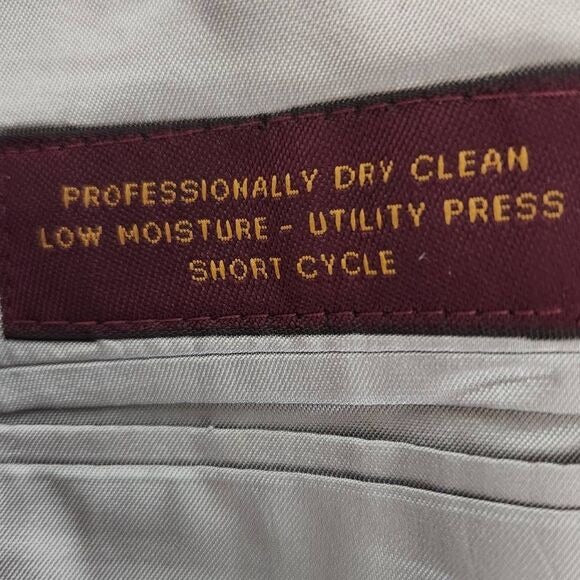 PROFESSIONALLY DRY CLEAN
LOW MOISTURE - UTILITY PRESS
SHORT CYCLE